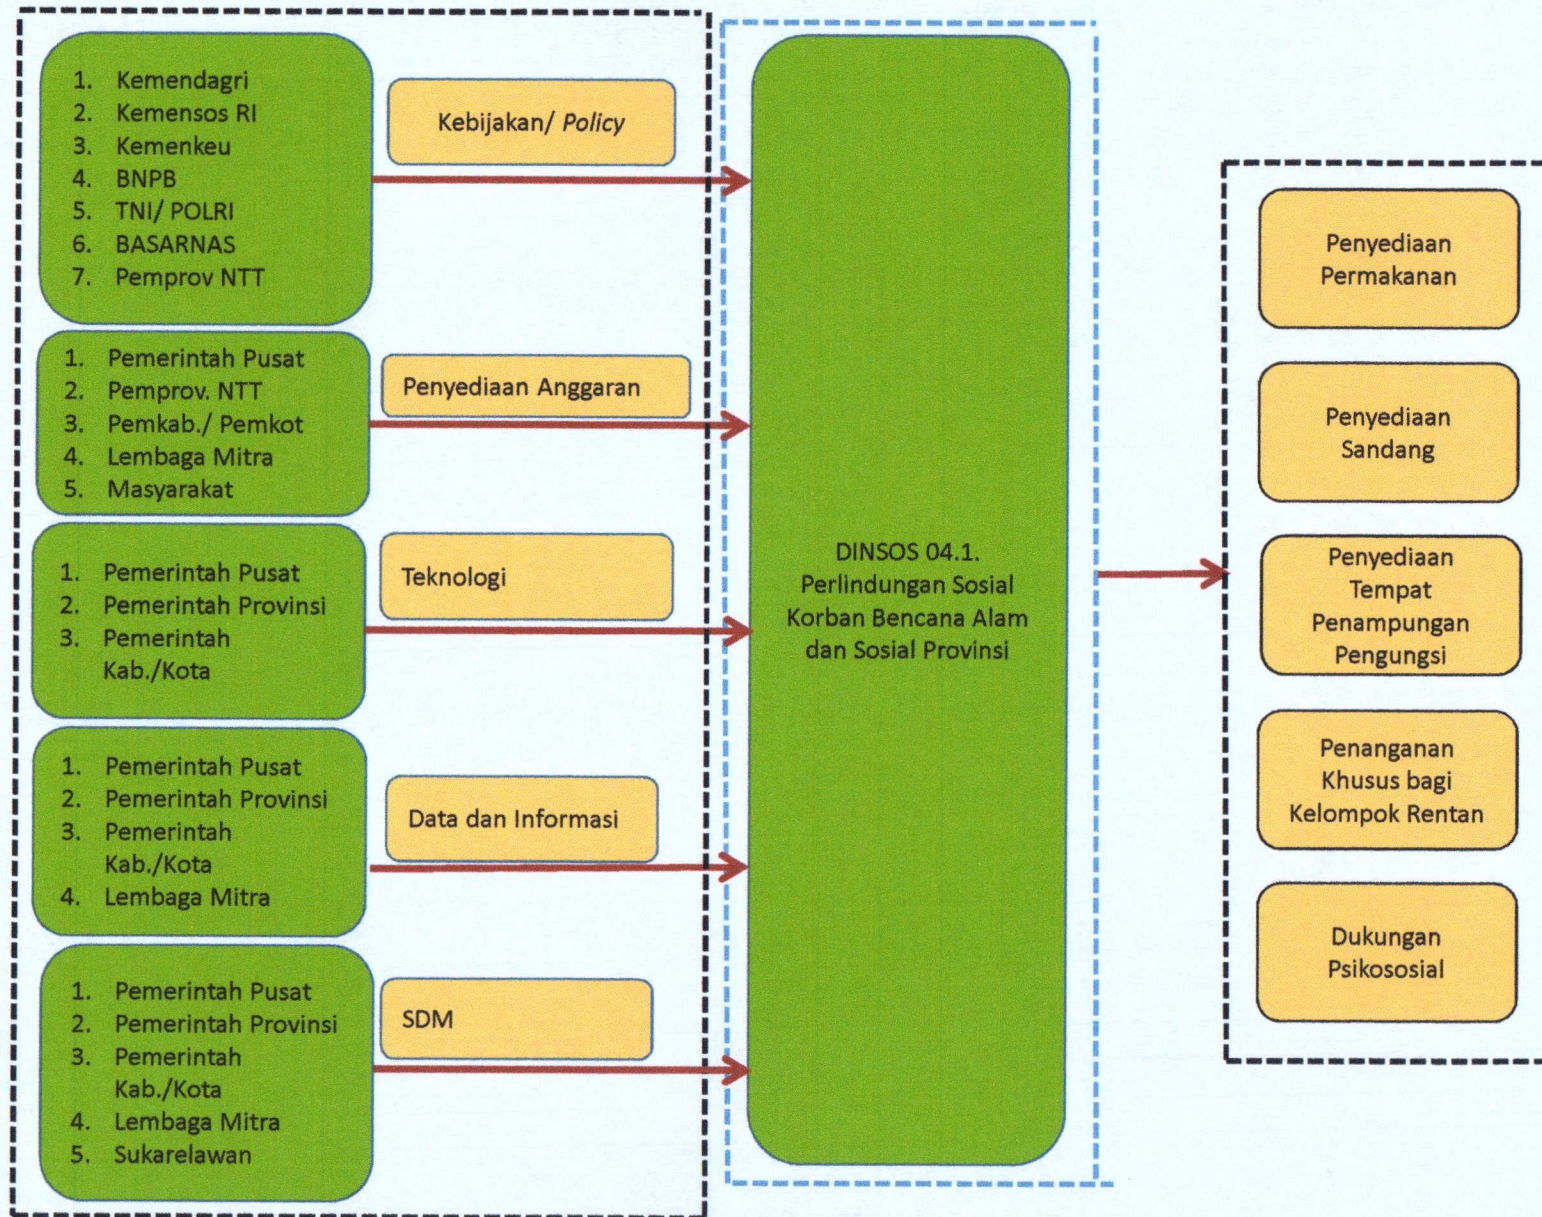 1. Kemendagri
2. Kemensos RI
3. Kemenkeu
4. BNPB
5. TNI/ POLRI
6. BASARNAS
7. Pemprov NTT
Kebijakan/ Policy
1. Pemerintah Pusat
2. Pemprov. NTT
3. Pemkab./ Pemkot
4. Lembaga Mitra
5. Masyarakat
Penyediaan Anggaran
1. Pemerintah Pusat
2. Pemerintah Provinsi
3. Pemerintah
Kab./Kota
Teknologi
1. Pemerintah Pusat
2. Pemerintah Provinsi
3. Pemerintah
Kab./Kota
4. Lembaga Mitra
Data dan Informasi
1. Pemerintah Pusat
2. Pemerintah Provinsi
3. Pemerintah
Kab./Kota
4. Lembaga Mitra
5. Sukarelawan
SDM
DINSOS 04.1.
Perlindungan Sosial
Korban Bencana Alam
dan Sosial Provinsi
Penyediaan
Permakanan
Penyediaan
Sandang
Penyediaan
Tempat
Penampungan
Pengungsi
Penanganan
Khusus bagi
Kelompok Rentan
Dukungan
Psikososial